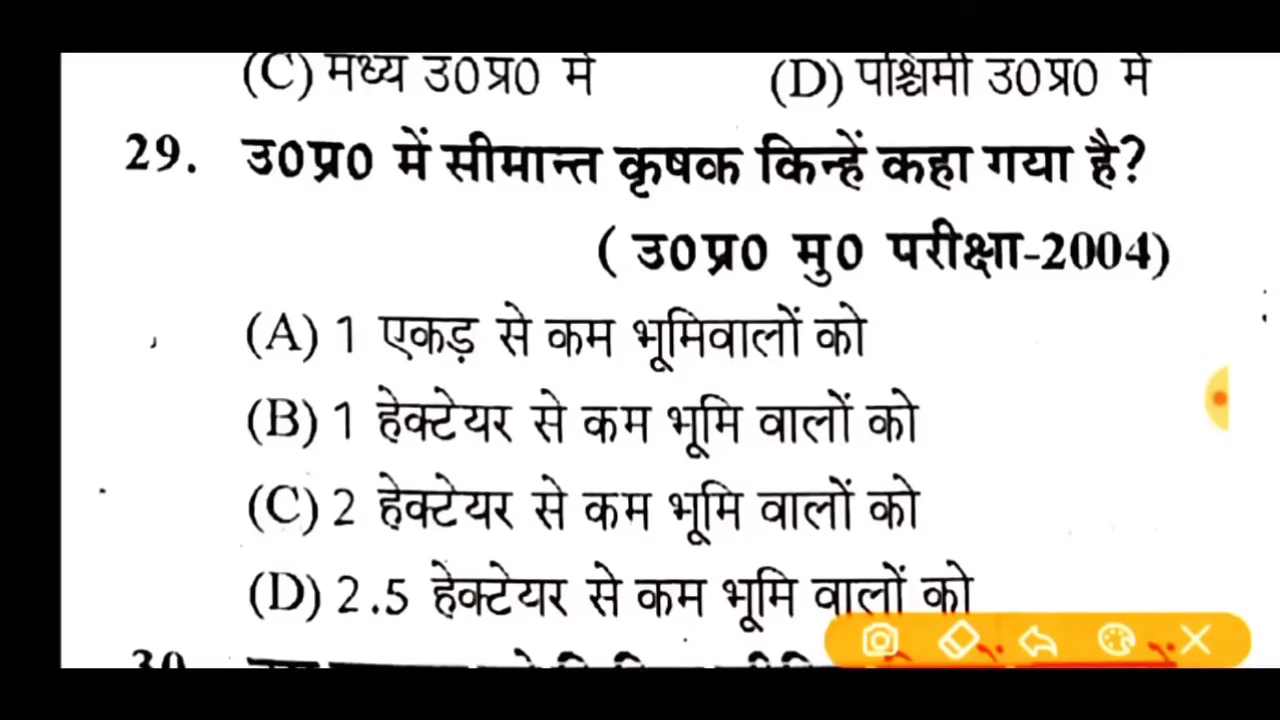 (C) मध्य उ0प्र0 में (D) पश्चिमी उ0प्र0 में
29. उ0प्र0 में सीमान्त कृषक किन्हें कहा गया है?
( उ0प्र0 मु0 परीक्षा-2004)
(A) 1 एकड़ से कम भूमिवालों को
(B) 1 हेक्टेयर से कम भूमि वालों को
(C) 2 हेक्टेयर से कम भूमि वालों को
(D) 2.5 हेक्टेयर से कम भूमि वालों को
30.